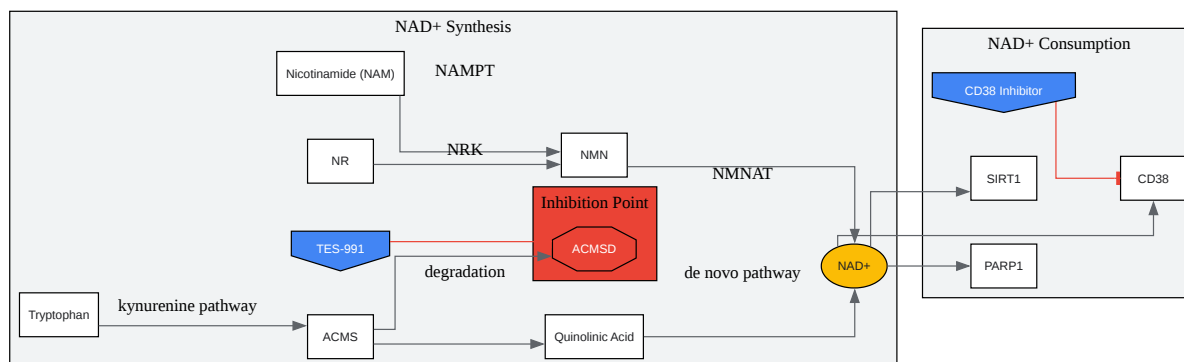 NAD+ Synthesis
NAD+ Consumption
Nicotinamide (NAM)
NAMPT
CD38 Inhibitor
NR
NRK
NMN
NMNAT
SIRT1
CD38
Inhibition Point
TES-991
ACMSD
degradation
de novo pathway
NAD+
PARP1
Tryptophan
kynurenine pathway
ACMS
Quinolinic Acid